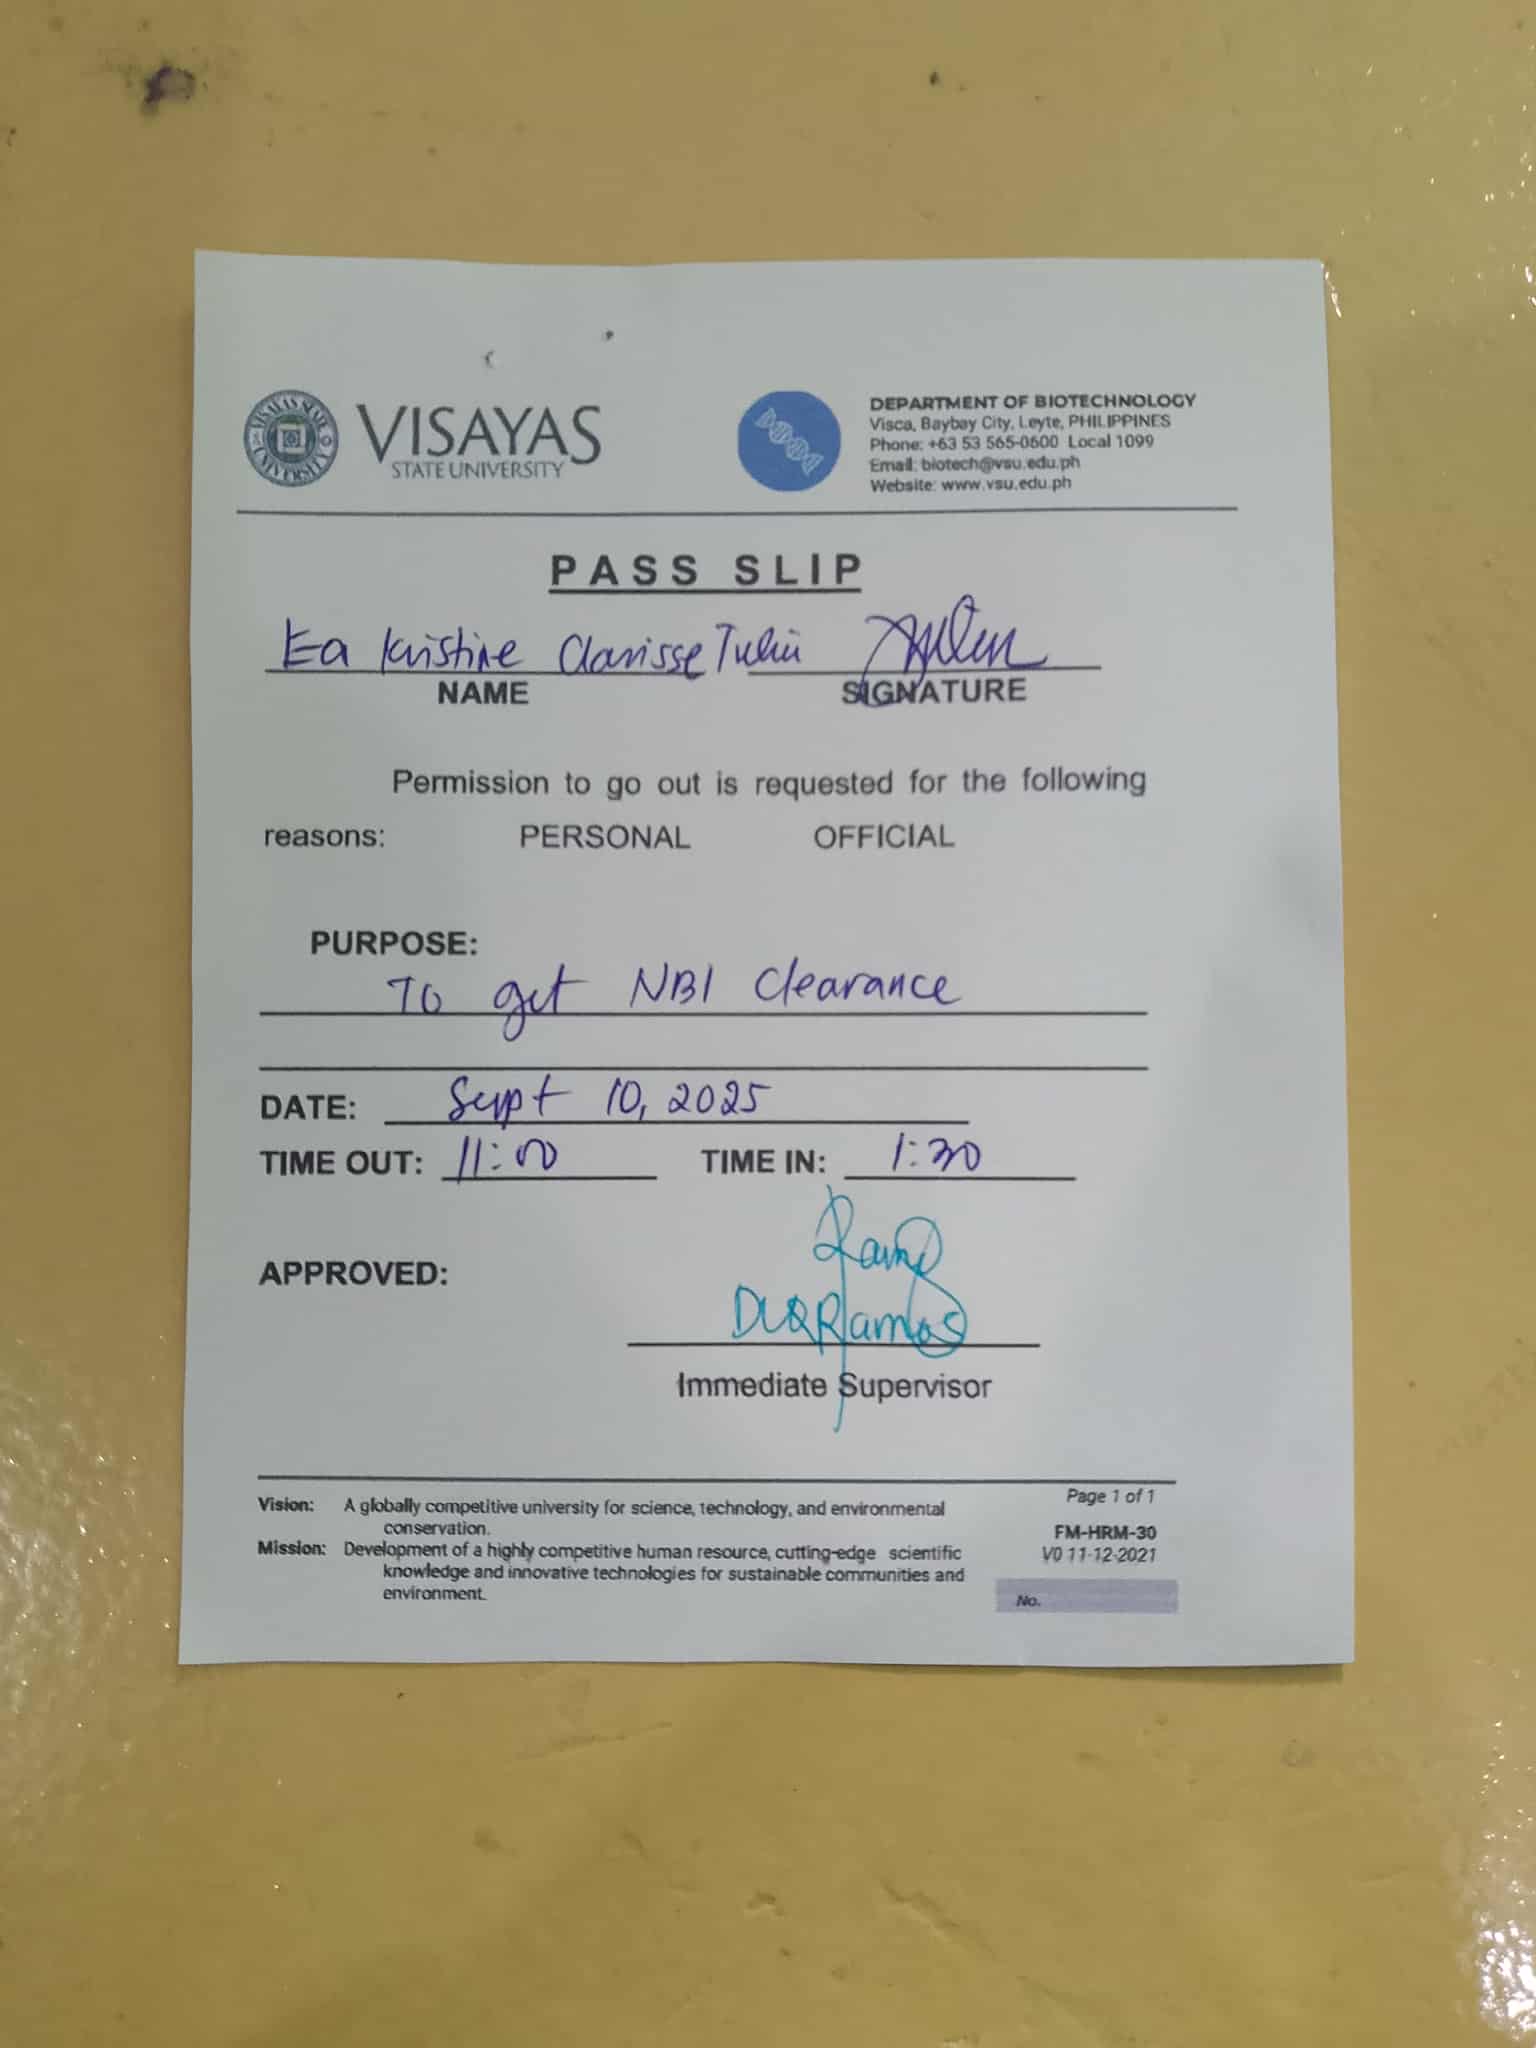 VISAYAS
STATE UNIVERSITY
VISAYAS STATE UNIVERSITY
DEPARTMENT OF BIOTECHNOLOGY
Visca, Baybay City, Leyte, PHILIPPINES
Phone: +63 53 565-0600 Local 1099
Email: biotech@vsu.edu.ph
Website: www.vsu.edu.ph
PASS SLIP
Ea Kristine Clarisse
NAME SIGNATURE
Permission to go out is requested for the following
reasons: PERSONAL OFFICIAL
PURPOSE:
To get NBI Clearance
DATE: Sept 10, 2025
TIME OUT: 11:00 TIME IN: 1:30
APPROVED:
DLQRamos
Immediate Supervisor
Vision: A globally competitive university for science, technology, and environmental
conservation.
Mission: Development of a highly competitive human resource, cutting-edge scientific
knowledge and innovative technologies for sustainable communities and
environment.
Page 1 of 1
FM-HRM-30
V0 11-12-2021
No.